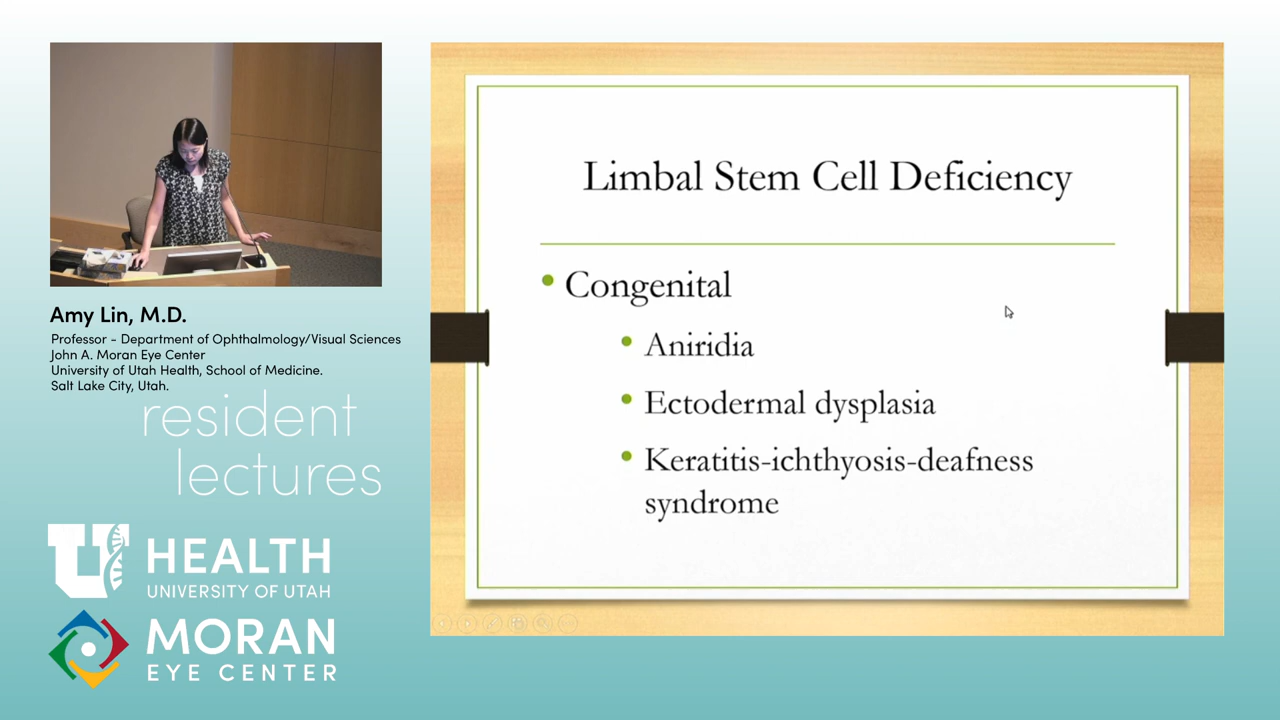 Amy Lin, M.D.
Professor - Department of Ophthalmology/Visual Sciences
John A. Moran Eye Center
University of Utah Health, School of Medicine.
Salt Lake City, Utah.
resident
lectures
U HEALTH
UNIVERSITY OF UTAH
MORAN
EYE CENTER
Limbal Stem Cell Deficiency
• Congenital
• Aniridia
• Ectodermal dysplasia
• Keratitis-ichthyosis-deafness
syndrome